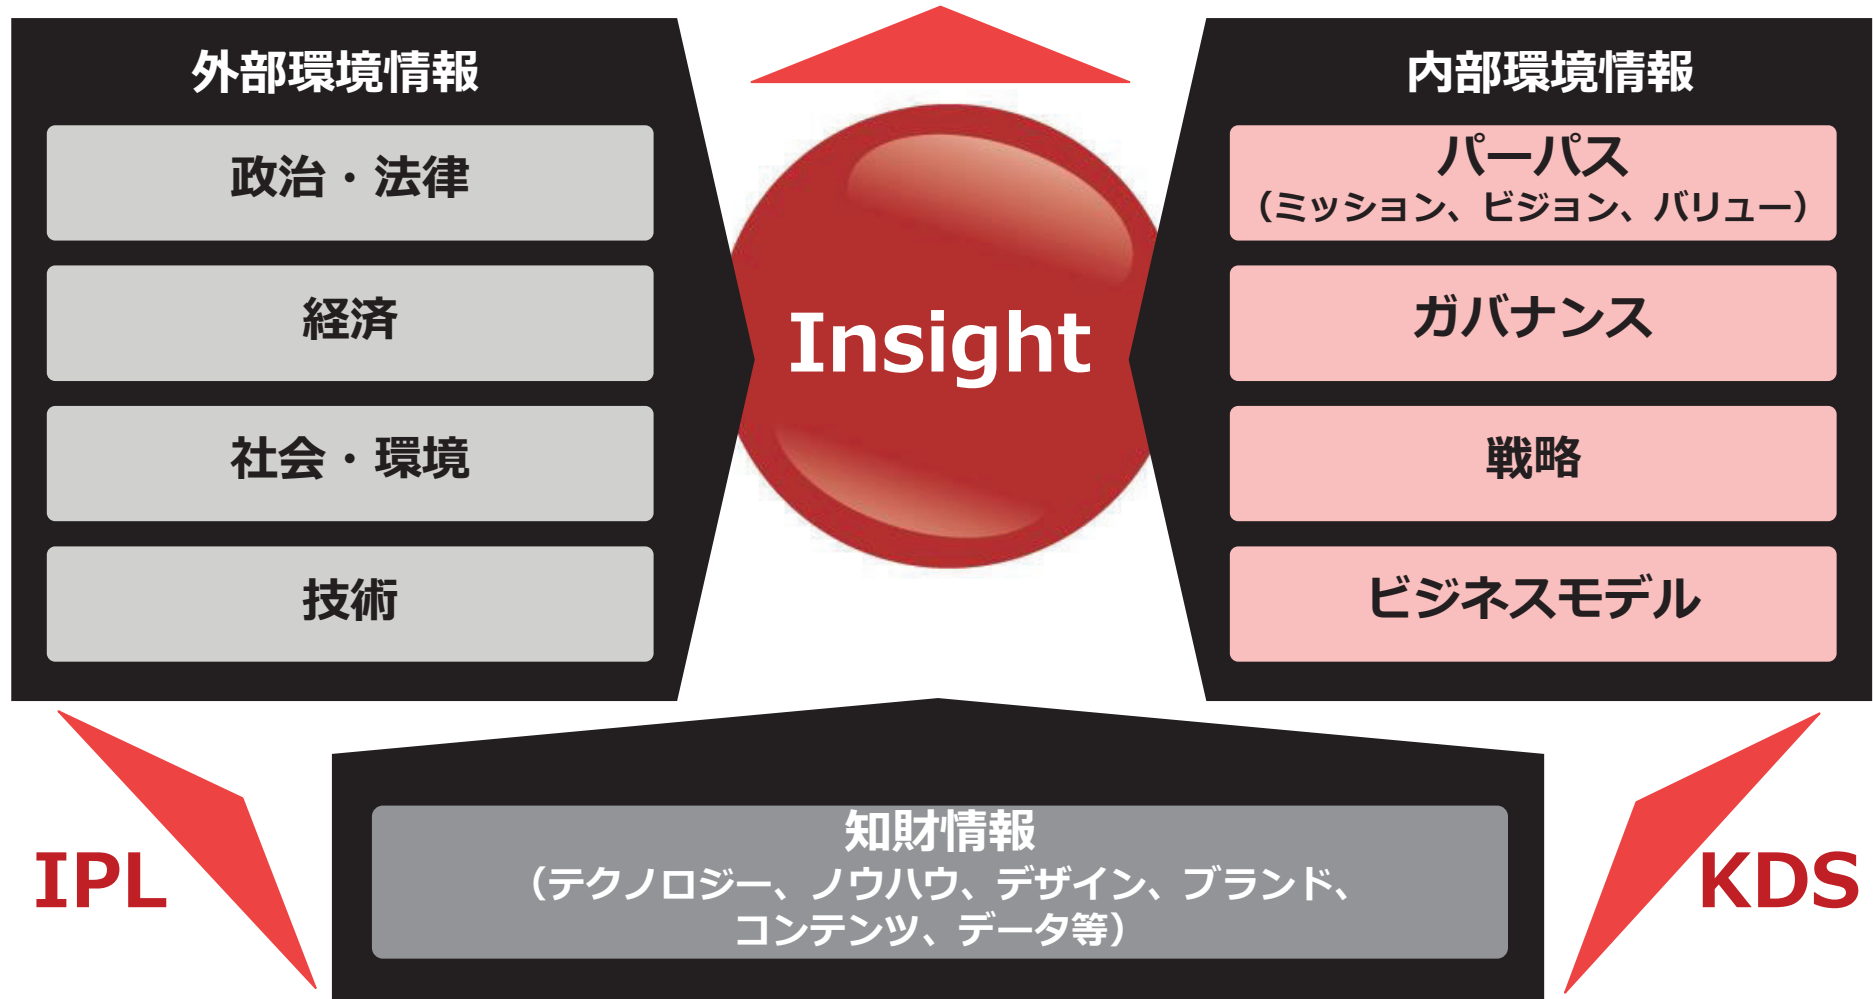 外部環境情報
政治・法律
経済
社会・環境
技術
Insight
内部環境情報
パーパス
（ミッション、ビジョン、バリュー）
ガバナンス
戦略
ビジネスモデル
IPL
知財情報
（テクノロジー、ノウハウ、デザイン、ブランド、
コンテンツ、データ等）
KDS